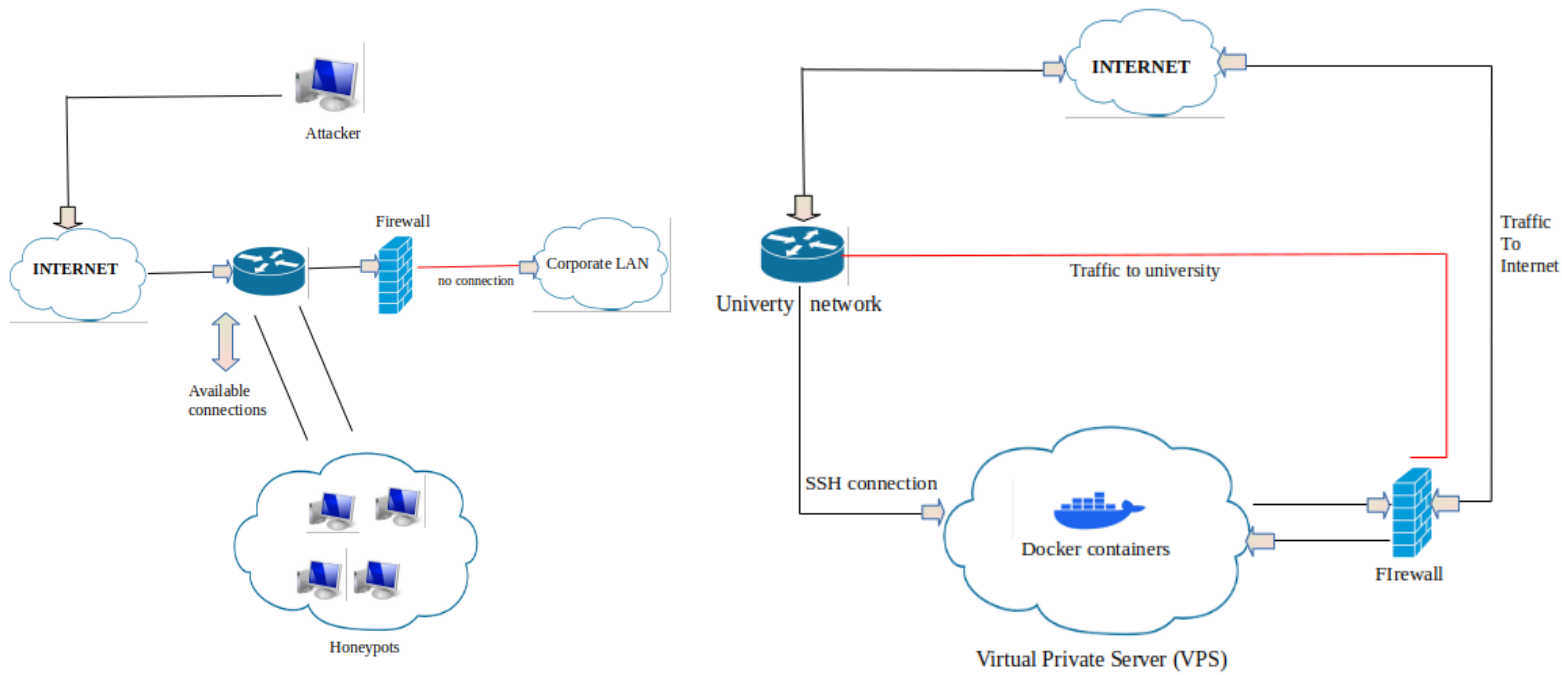 Attacker
INTERNET
Firewall
Corporate LAN
no connection
Available
connections
Honeypots
INTERNET
Traffic
To
Internet
Traffic to university
Univerty network
SSH connection
Docker containers
FIrewall
Virtual Private Server (VPS)